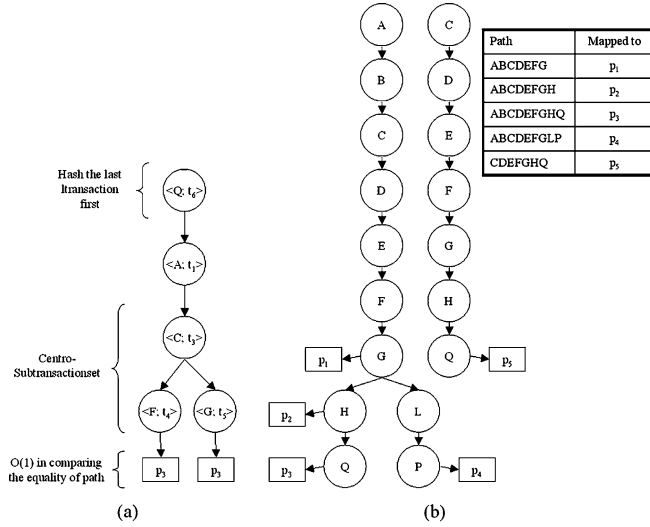 A
C
Path Mapped to
ABCDEFG p1
ABCDEFGH p2
ABCDEFGHQ p3
ABCDEFGLP p4
CDEFGHQ p5
B
D
C
E
Hash the last
ltransaction
first
<Q; t6>
D
F
<A; t1>
E
G
F
H
Centro-
Subtransactionset
<C; t3>
p1
G
Q
p5
<F; t4>
<G; t5>
p2
H
L
O(1) in comparing
the equality of path
p3
p3
p3
Q
P
p4
(a)
(b)